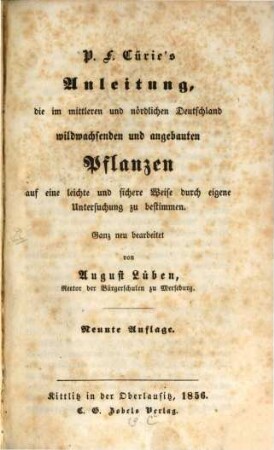 P. F. Cürie's
Anleitung,
die im mittleren und nördlichen Deutschland
wildwachsenden und angebauten
Pflanzen
auf eine leichte und sichere Weise durch eigene
Untersuchung zu bestimmen.
Ganz neu bearbeitet
von
August Lüben,
Rektor der Bürgerschulen zu Merseburg.
Neunte Auflage.
Kittlitz in der Oberlausitz, 1856.
C. G. Zobels Verlag.